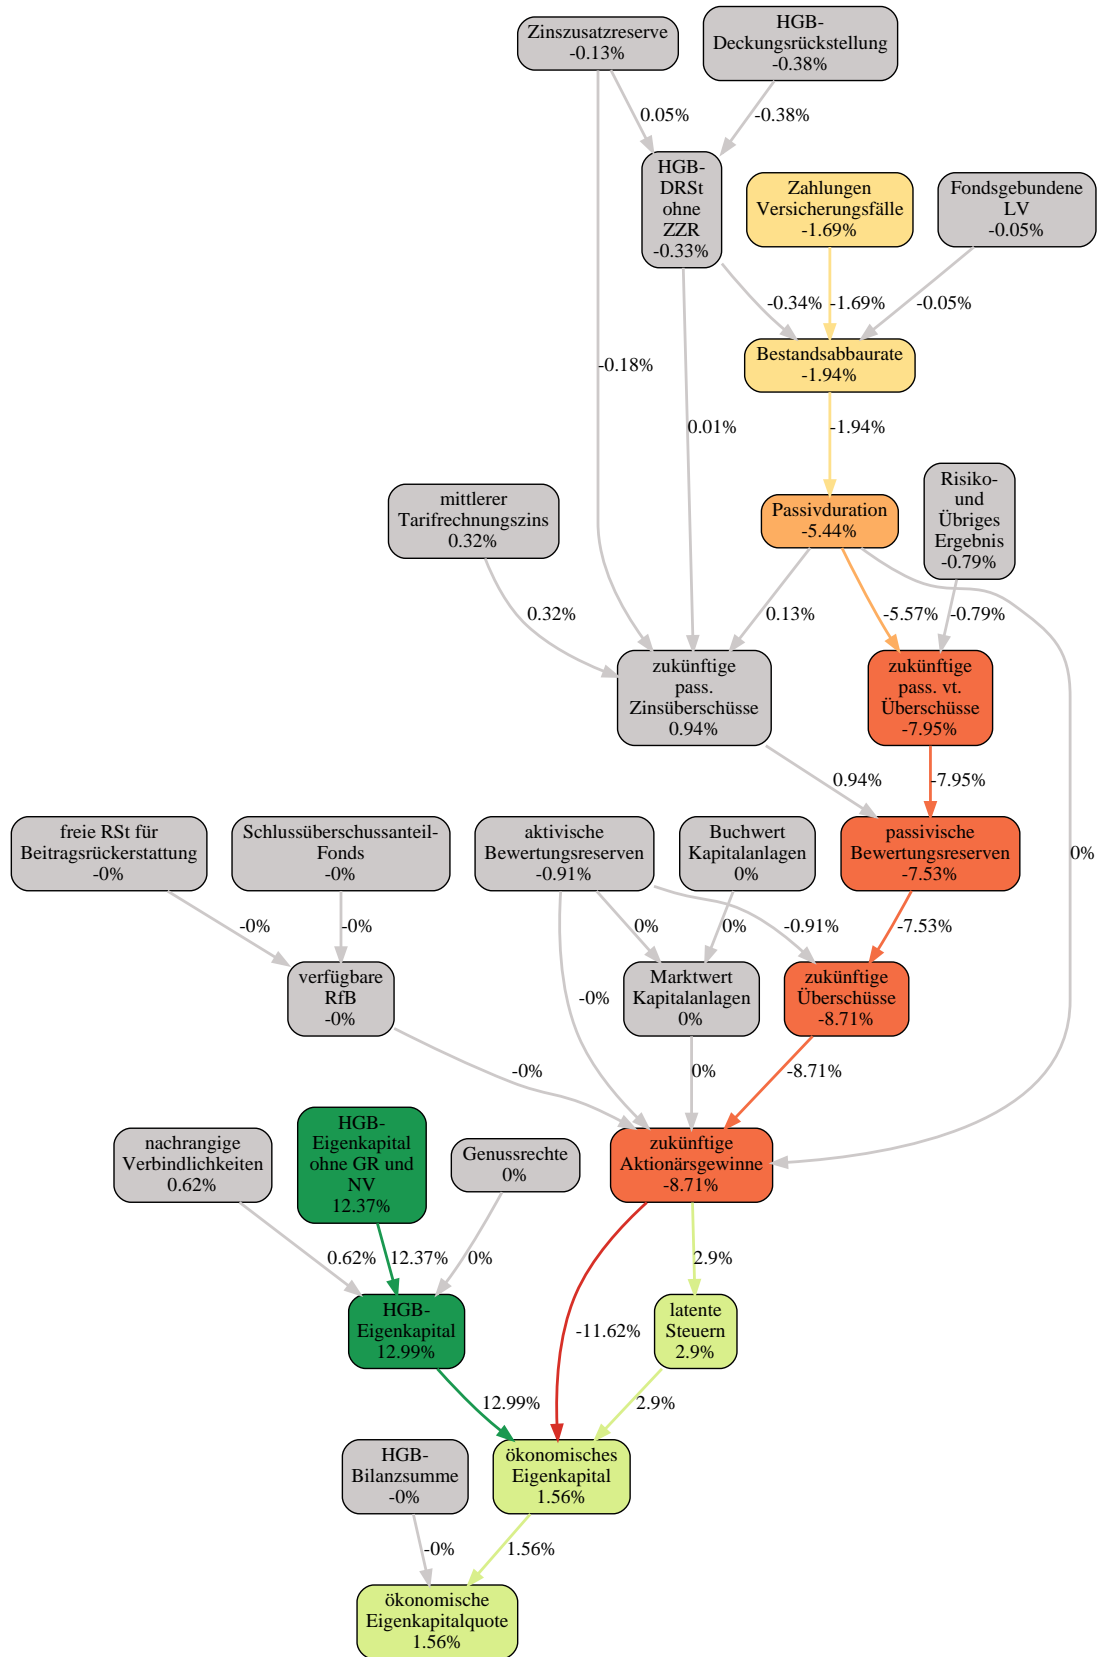 Zinszusatzreserve
-0.13%
HGB-
Deckungsrückstellung
-0.38%
0.05%
-0.38%
HGB-
DRSt
ohne
ZZR
-0.33%
Zahlungen
Versicherungsfälle
-1.69%
Fondsgebundene
LV
-0.05%
-0.34%
-1.69%
-0.05%
-0.18%
Bestandsabbaurate
-1.94%
0.01%
-1.94%
mittlerer
Tarifrechnungszins
0.32%
Passivduration
-5.44%
Risiko-
und
Übriges
Ergebnis
-0.79%
0.32%
0.13%
-5.57%
-0.79%
zukünftige
pass.
Zinsüberschüsse
0.94%
zukünftige
pass. vt.
Überschüsse
-7.95%
0.94%
-7.95%
freie RSt für
Beitragsrückerstattung
-0%
Schlussüberschussanteil-
Fonds
-0%
aktivische
Bewertungsreserven
-0.91%
Buchwert
Kapitalanlagen
0%
passivische
Bewertungsreserven
-7.53%
0%
-0%
-0%
0%
0%
-0.91%
-7.53%
verfügbare
RfB
-0%
-0%
Marktwert
Kapitalanlagen
0%
zukünftige
Überschüsse
-8.71%
-0%
0%
-8.71%
nachrangige
Verbindlichkeiten
0.62%
HGB-
Eigenkapital
ohne GR und
NV
12.37%
Genussrechte
0%
zukünftige
Aktionärsgewinne
-8.71%
0.62%
12.37%
0%
2.9%
HGB-
Eigenkapital
12.99%
-11.62%
latente
Steuern
2.9%
12.99%
2.9%
HGB-
Bilanzsumme
-0%
ökonomisches
Eigenkapital
1.56%
-0%
1.56%
ökonomische
Eigenkapitalquote
1.56%